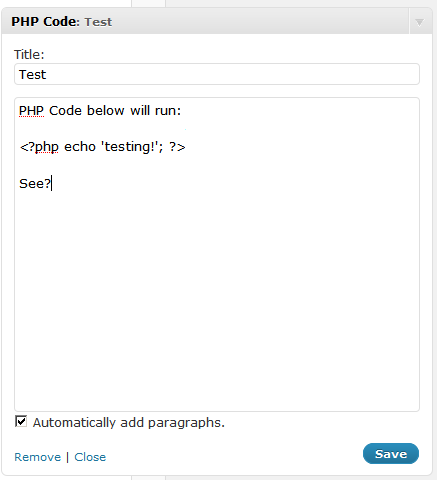 PHP Code: Test
Title:
Test
PHP Code below will run:
<?php echo 'testing!'; ?>
See?
Automatically add paragraphs.
Remove | Close
Save